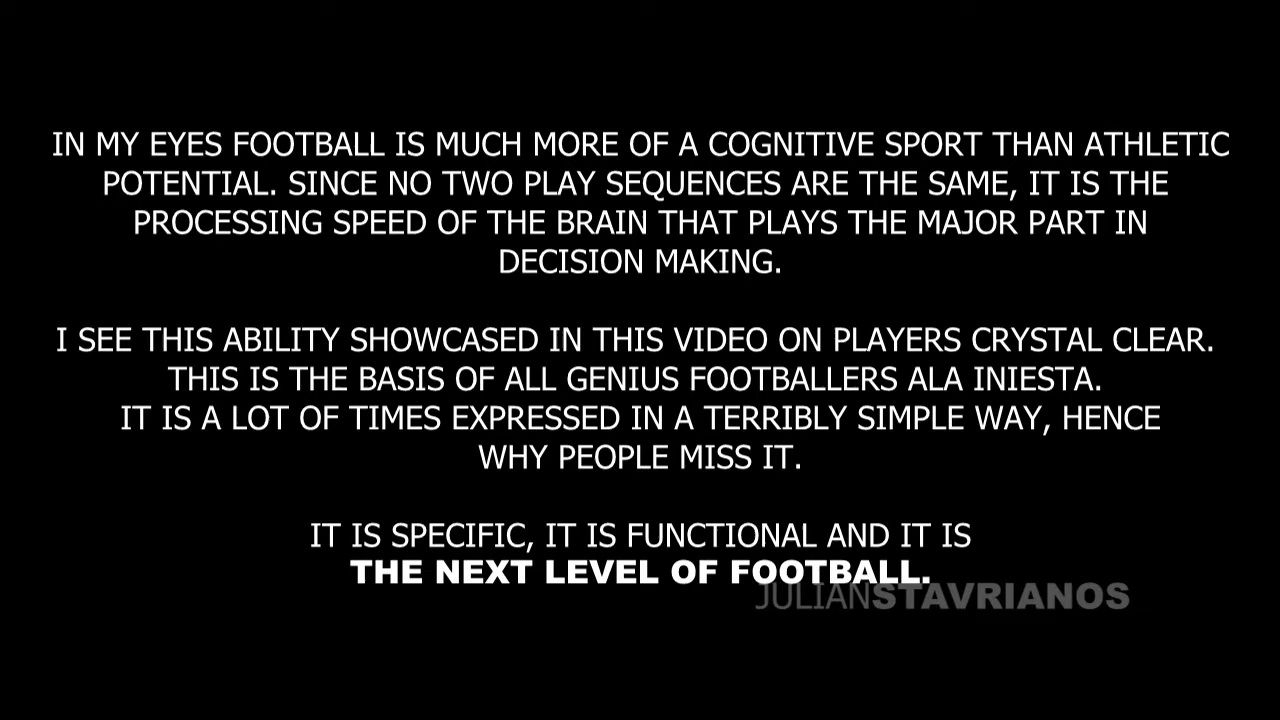 IN MY EYES FOOTBALL IS MUCH MORE OF A COGNITIVE SPORT THAN ATHLETIC
POTENTIAL. SINCE NO TWO PLAY SEQUENCES ARE THE SAME, IT IS THE
PROCESSING SPEED OF THE BRAIN THAT PLAYS THE MAJOR PART IN
DECISION MAKING.
I SEE THIS ABILITY SHOWCASED IN THIS VIDEO ON PLAYERS CRYSTAL CLEAR.
THIS IS THE BASIS OF ALL GENIUS FOOTBALLERS ALA INIESTA.
IT IS A LOT OF TIMES EXPRESSED IN A TERRIBLY SIMPLE WAY, HENCE
WHY PEOPLE MISS IT.
IT IS SPECIFIC, IT IS FUNCTIONAL AND IT IS
THE NEXT LEVEL OF FOOTBALL.
JULIANSTAVRIANOS